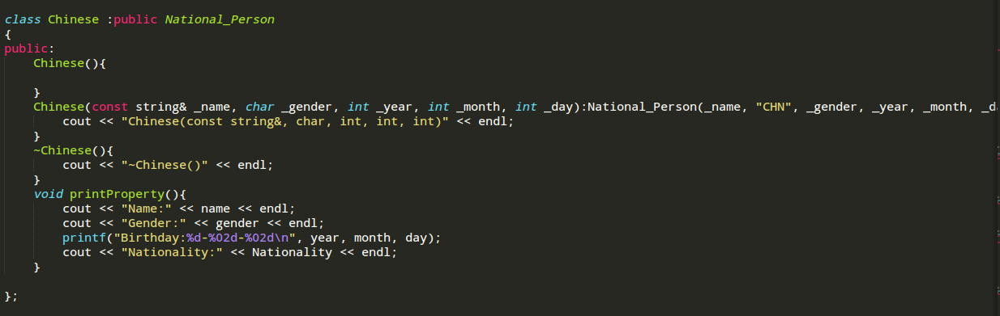 class Chinese :public National_Person
{
public:
    Chinese(){
    }
    Chinese(const string& _name, char _gender, int _year, int _month, int _day):National_Person(_name, "CHN", _gender, _year, _month, _d
        cout << "Chinese(const string&, char, int, int, int)" << endl;
    }
    ~Chinese(){
        cout << "~Chinese()" << endl;
    }
    void printProperty(){
        cout << "Name:" << name << endl;
        cout << "Gender:" << gender << endl;
        printf("Birthday:%d-%02d-%02d\n", year, month, day);
        cout << "Nationality:" << Nationality << endl;
    }
};